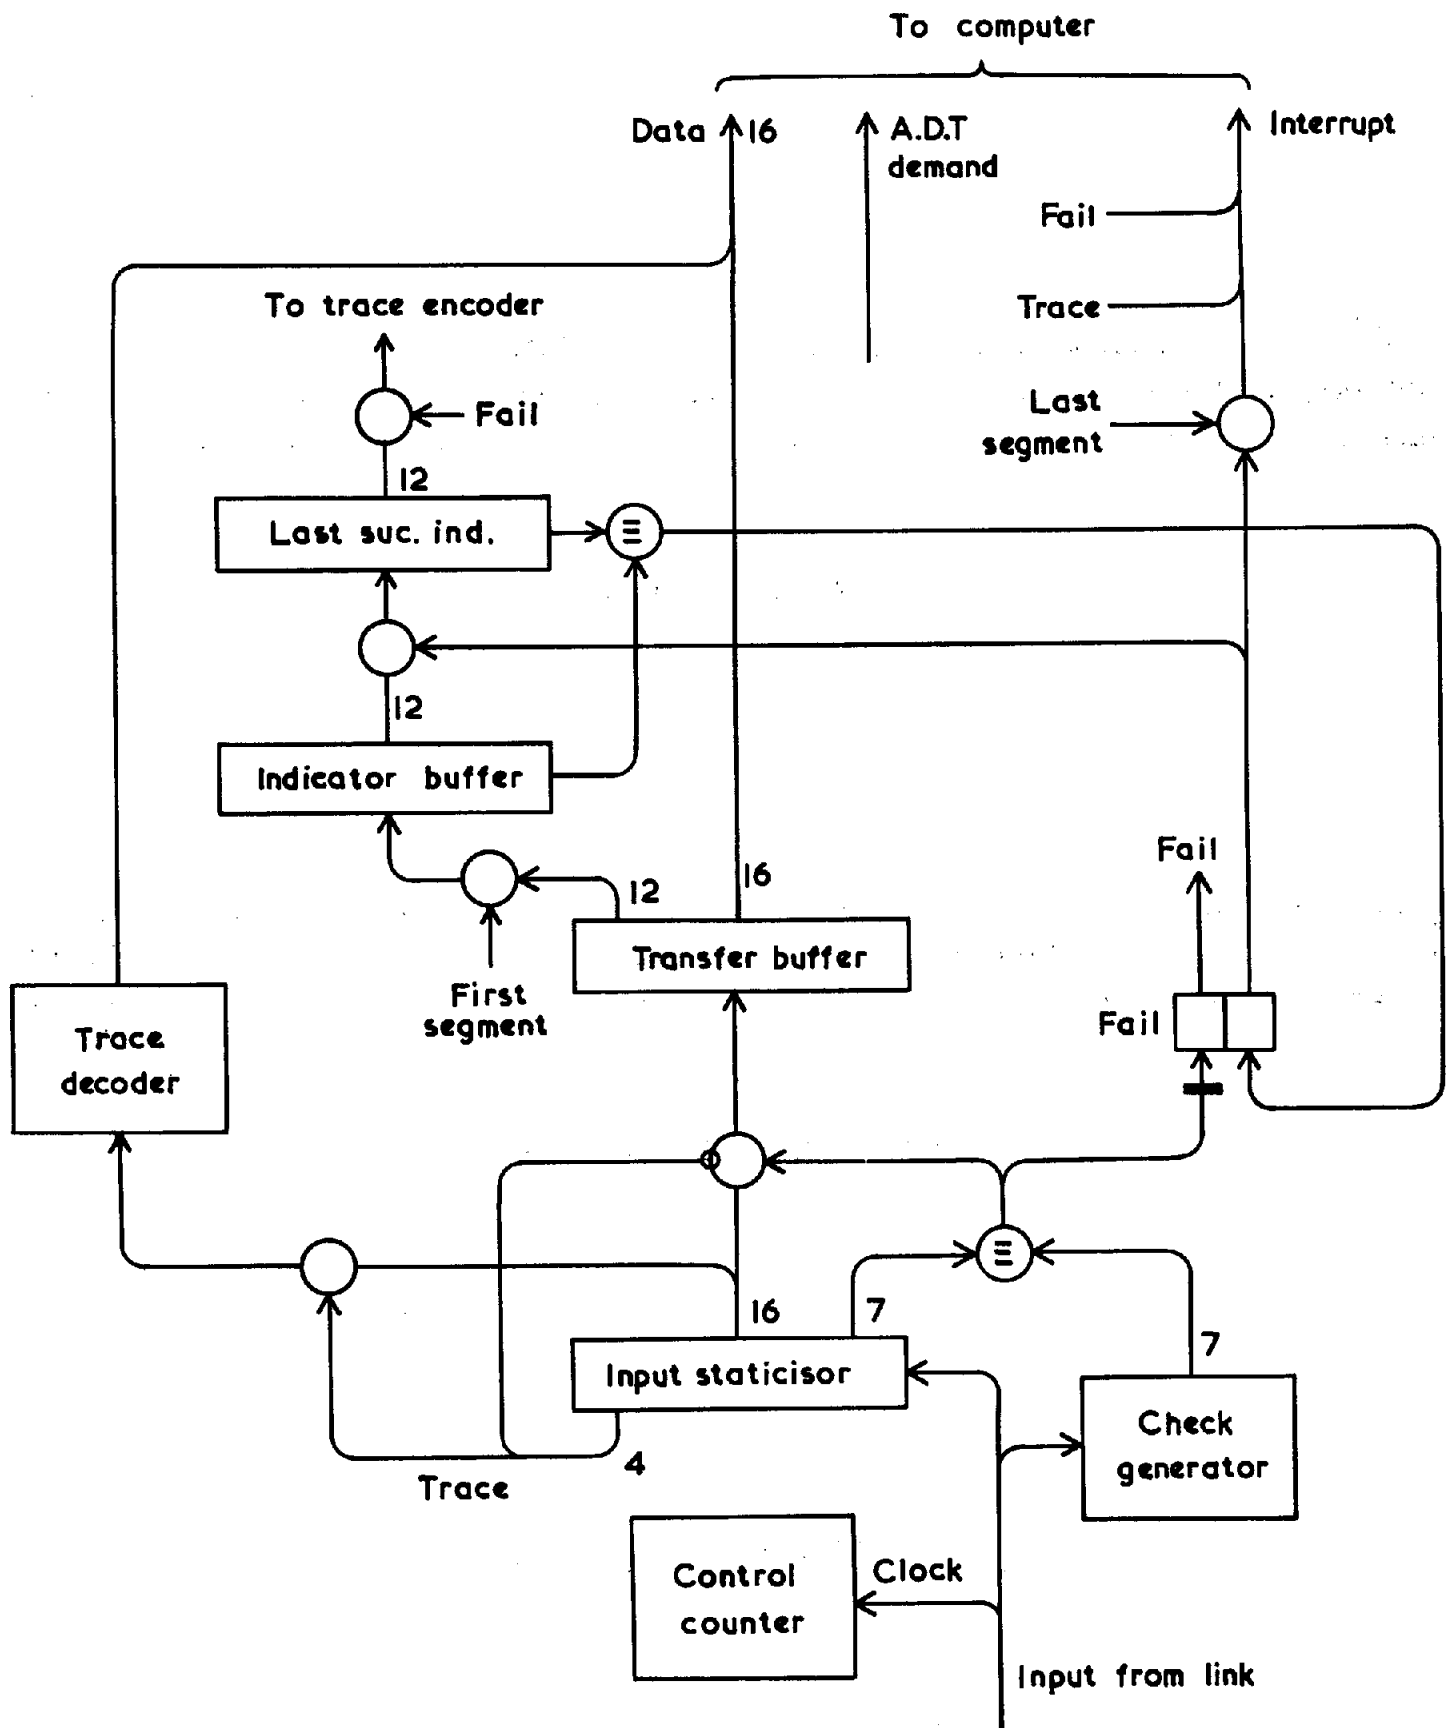 To computer
Data
16
A.D.T
demand
Interrupt
Fail
Trace
To trace encoder
Fail
Last
segment
12
Last suc. ind.
≡
12
Indicator buffer
12
16
Fail
Transfer buffer
First
segment
Fail
Trace
decoder
≡
16
7
7
Input staticisor
Check
generator
4
Trace
Control
counter
Clock
Input from link